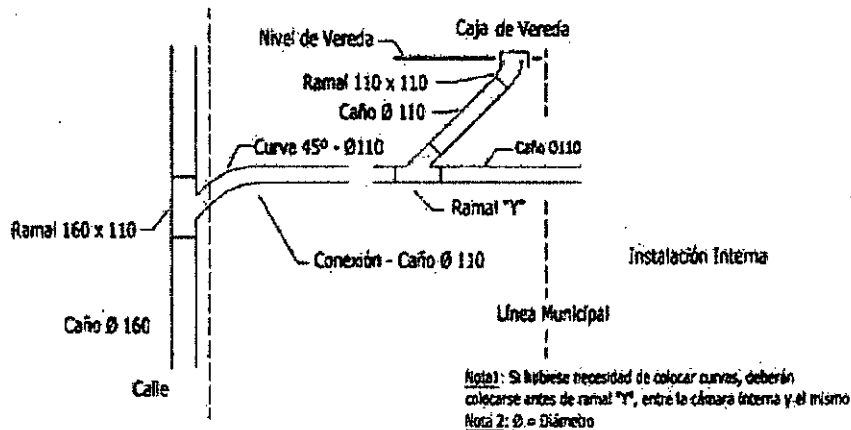 Caja de Vereda
Nivel de Vereda
Ramal 110 x 110
Caño Ø 110
Curve 45º - Ø110
Caño Ø110
Ramal "Y"
Ramal 160 x 110
Conexión - Caño Ø 110
Instalación Interna
Caño Ø 160
Línea Municipal
Calle
Nota1: Si hubiese necesidad de colocar curvas, deberán
colocarse antes de ramal "Y", entre la cámara interna y el mismo
Nota 2: Ø = Diámetro